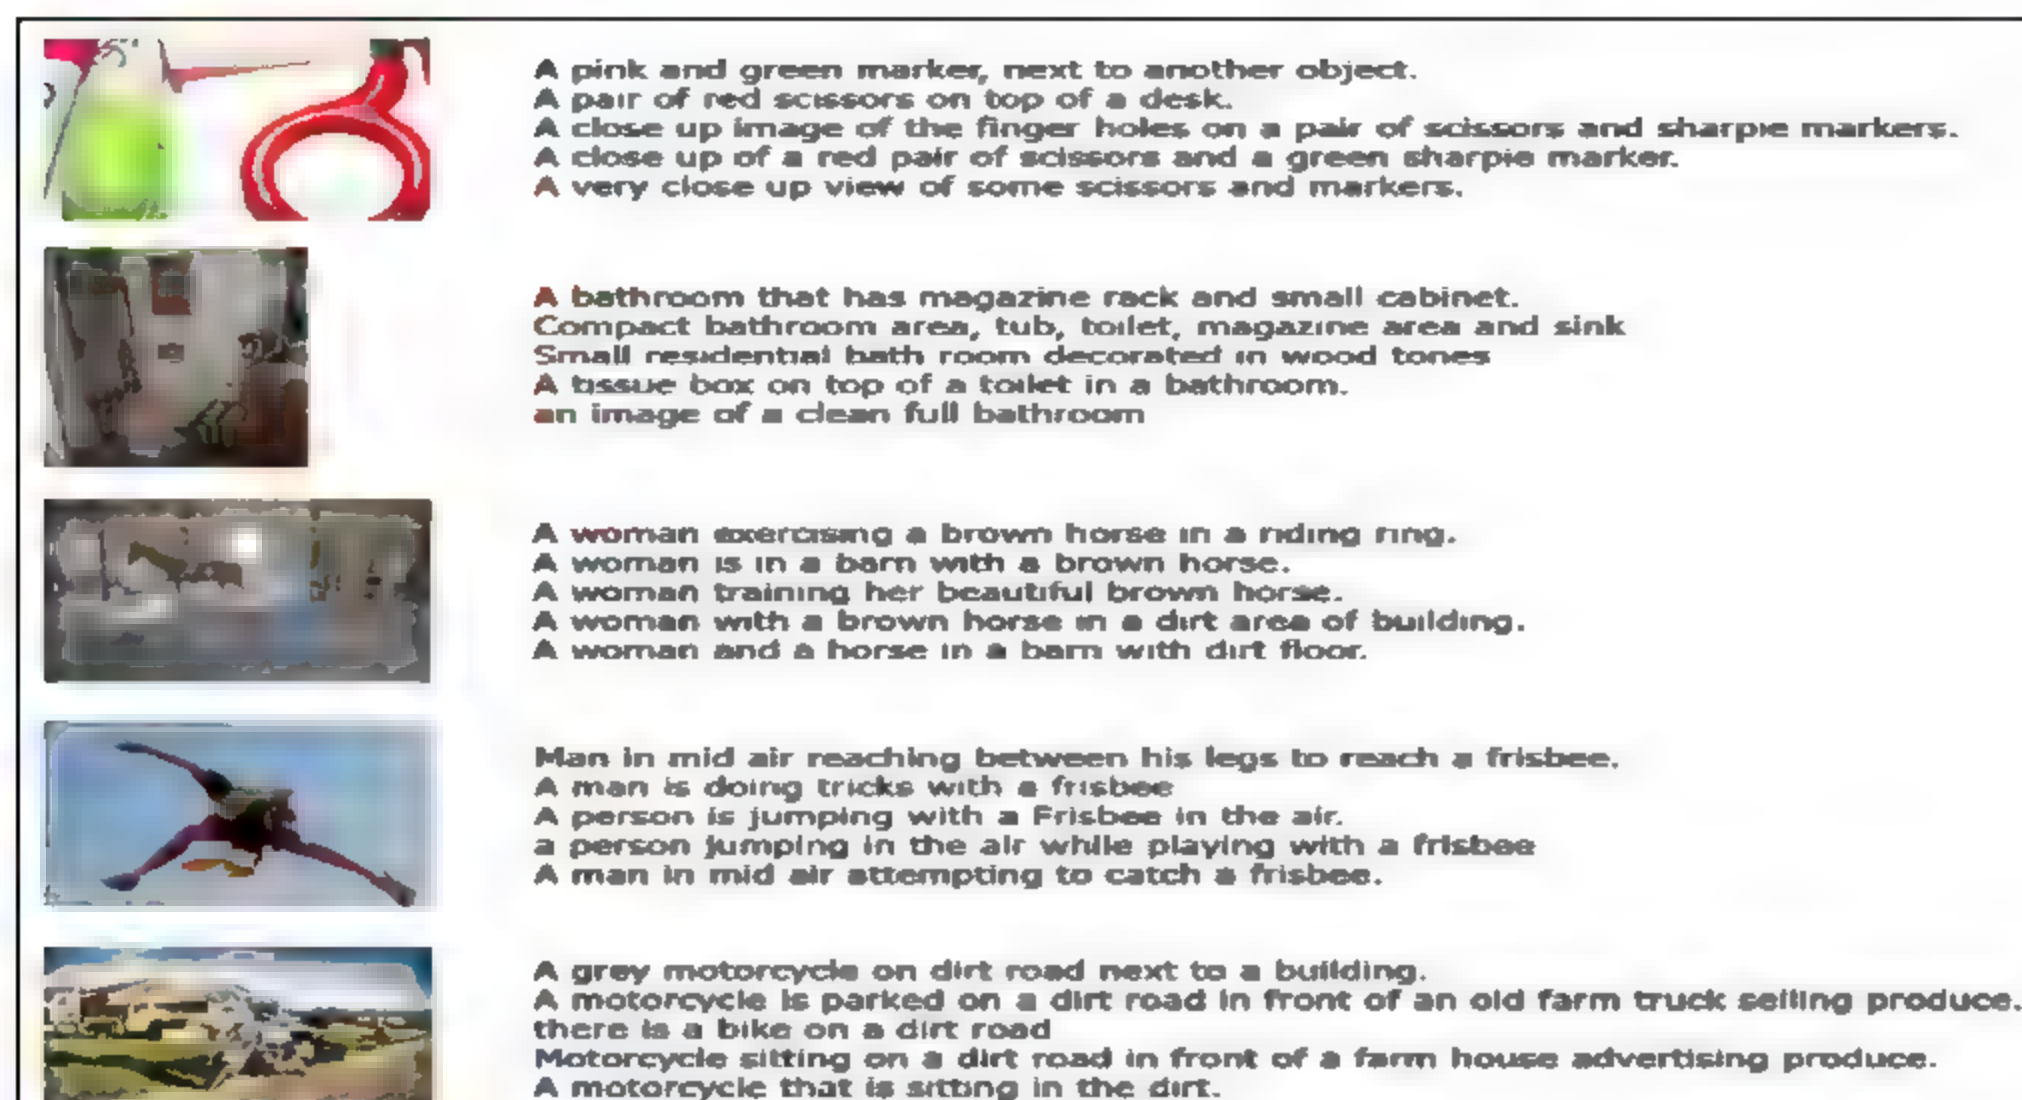 A pink and green marker, next to another object.
A pair of red scissors on top of a desk.
A close up image of the finger holes on a pair of scissors and sharpie markers.
A close up of a red pair of scissors and a green sharpie marker.
A very close up view of some scissors and markers.
A bathroom that has magazine rack and small cabinet.
Compact bathroom area, tub, toilet, magazine area and sink
Small residential bath room decorated in wood tones
A tissue box on top of a toilet in a bathroom.
an image of a clean full bathroom
A woman exercising a brown horse in a riding ring.
A woman is in a barn with a brown horse.
A woman training her beautiful brown horse.
A woman with a brown horse in a dirt area of building.
A woman and a horse in a barn with dirt floor.
Man in mid air reaching between his legs to reach a frisbee.
A man is doing tricks with a frisbee
A person is jumping with a Frisbee in the air.
a person jumping in the air while playing with a frisbee
A man in mid air attempting to catch a frisbee.
A grey motorcycle on dirt road next to a building.
A motorcycle is parked on a dirt road in front of an old farm truck selling produce.
there is a bike on a dirt road
Motorcycle sitting on a dirt road in front of a farm house advertising produce.
A motorcycle that is sitting in the dirt.